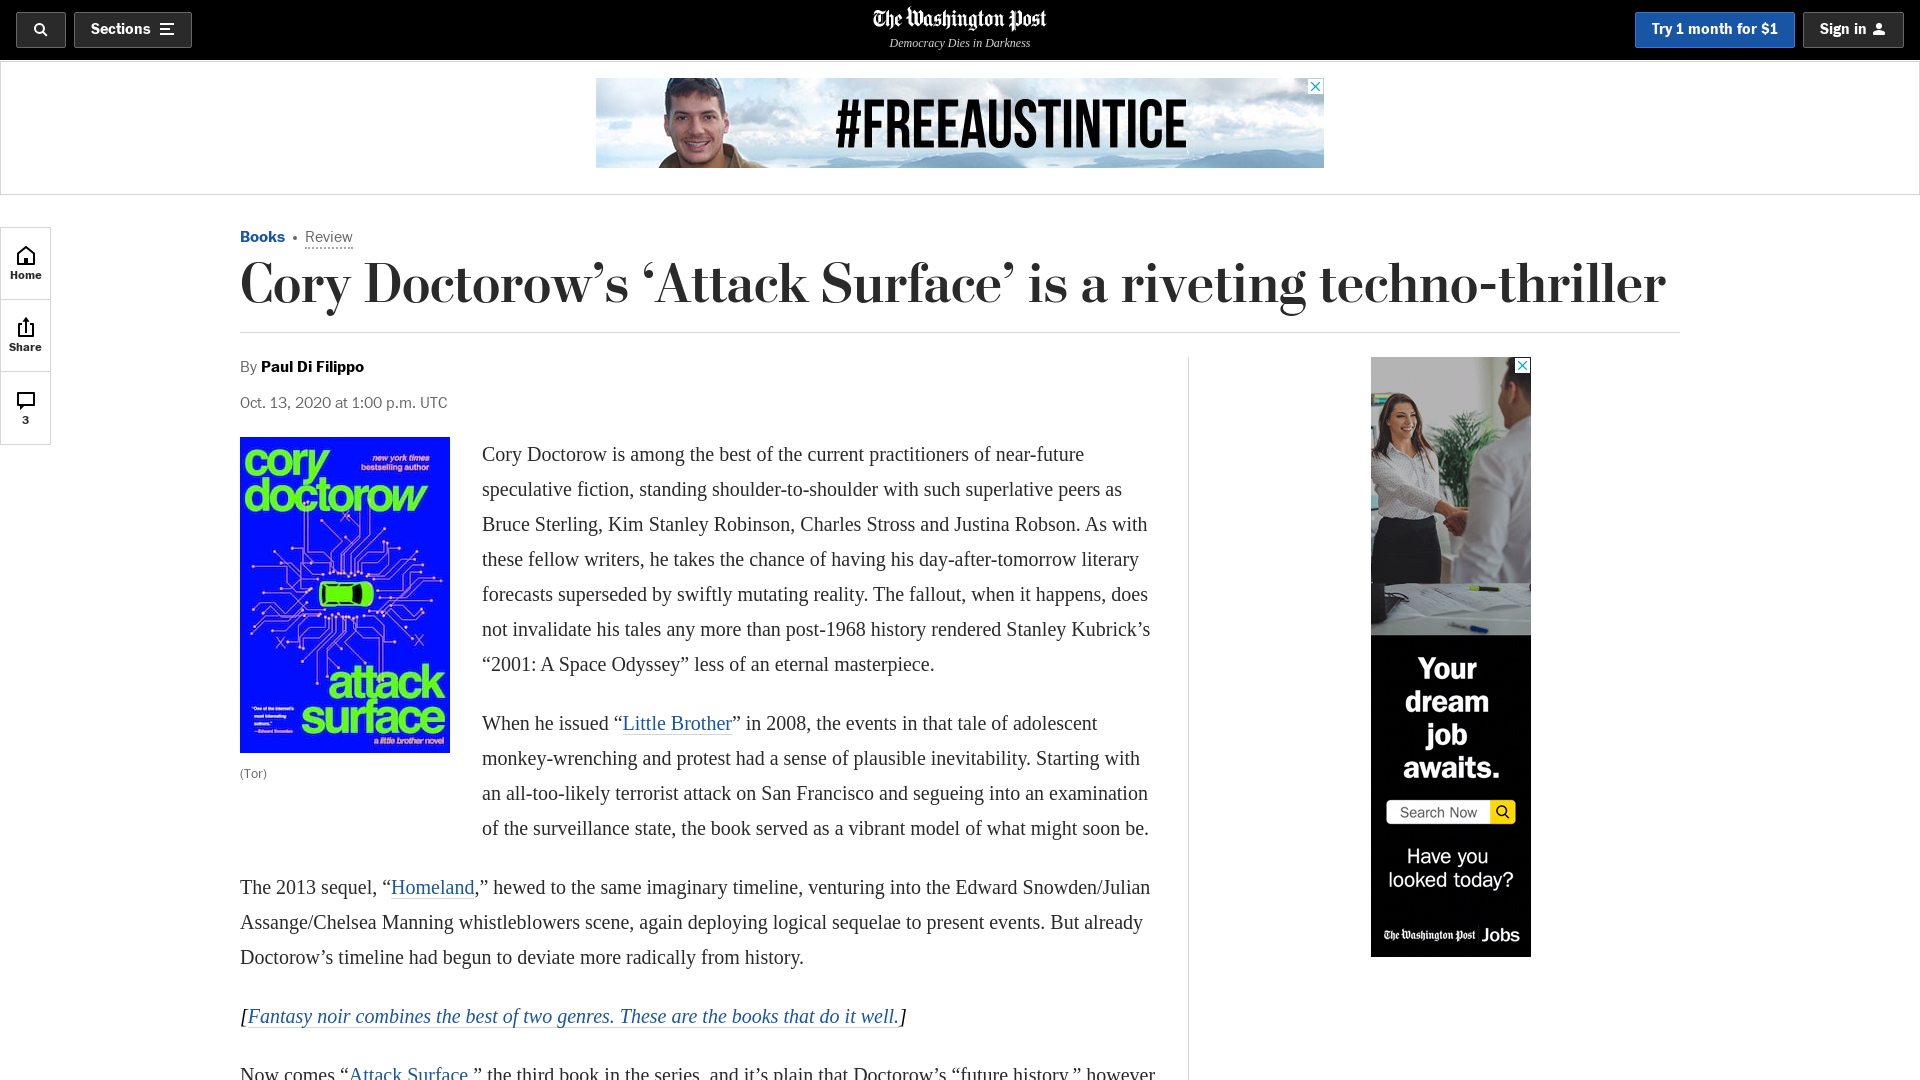 Sections
The Washington Post
Democracy Dies in Darkness
Try 1 month for $1
Sign in
#FREEAUSTINTICE
Home
Share
3
Books • Review
Cory Doctorow’s ‘Attack Surface’ is a riveting techno-thriller
By Paul Di Filippo
Oct. 13, 2020 at 1:00 p.m. UTC
cory
doctorow
new york times
bestselling author
attack
surface
"One of the internet's
most interesting
authors."
—Edward Snowden
a little brother novel
(Tor)
Cory Doctorow is among the best of the current practitioners of near-future
speculative fiction, standing shoulder-to-shoulder with such superlative peers as
Bruce Sterling, Kim Stanley Robinson, Charles Stross and Justina Robson. As with
these fellow writers, he takes the chance of having his day-after-tomorrow literary
forecasts superseded by swiftly mutating reality. The fallout, when it happens, does
not invalidate his tales any more than post-1968 history rendered Stanley Kubrick’s
“2001: A Space Odyssey” less of an eternal masterpiece.
When he issued “Little Brother” in 2008, the events in that tale of adolescent
monkey-wrenching and protest had a sense of plausible inevitability. Starting with
an all-too-likely terrorist attack on San Francisco and segueing into an examination
of the surveillance state, the book served as a vibrant model of what might soon be.
The 2013 sequel, “Homeland,” hewed to the same imaginary timeline, venturing into the Edward Snowden/Julian
Assange/Chelsea Manning whistleblowers scene, again deploying logical sequelae to present events. But already
Doctorow’s timeline had begun to deviate more radically from history.
[Fantasy noir combines the best of two genres. These are the books that do it well.]
Now comes “Attack Surface,” the third book in the series, and it’s plain that Doctorow’s “future history,” however
Your
dream
job
awaits.
Search Now
Have you
looked today?
The Washington Post Jobs